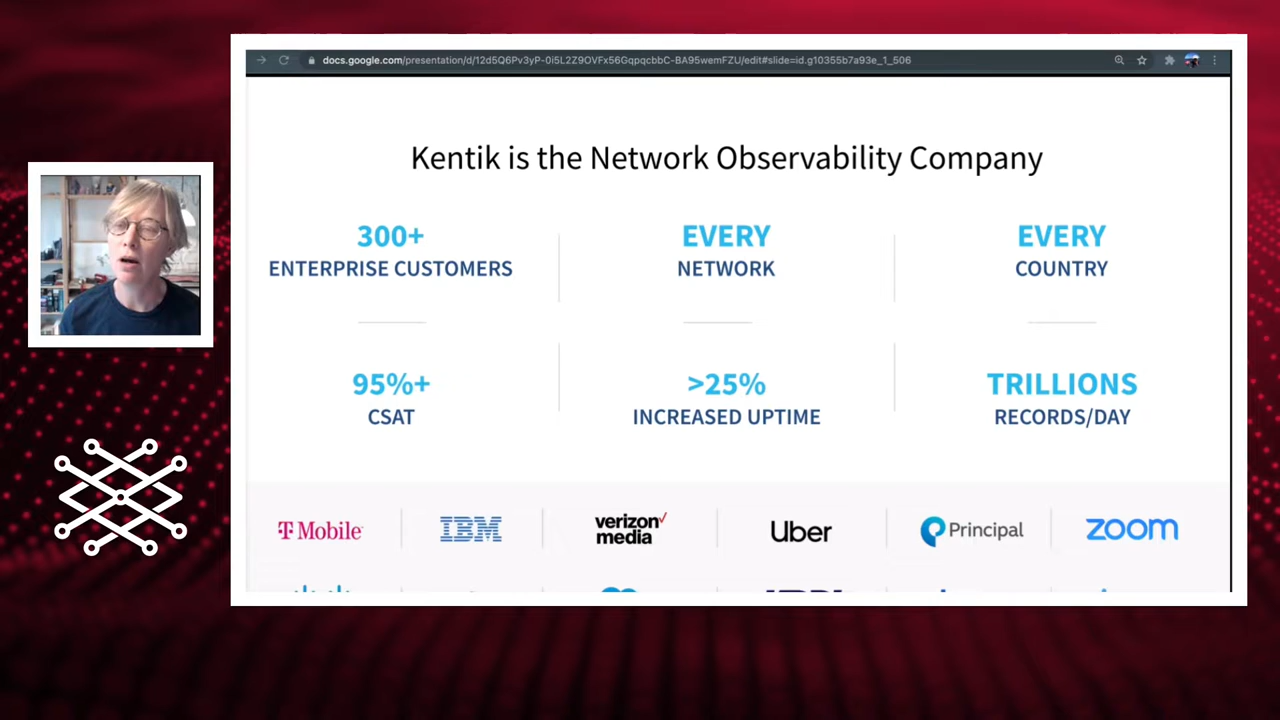 docs.google.com/presentation/d/12d5Q6Pv3yP-0i5L2Z9OVFx56GqpqcbbC-BA95wemFZU/edit#slide=id.g10355b7a93e_1_506
Kentik is the Network Observability Company
300+
ENTERPRISE CUSTOMERS
EVERY
NETWORK
EVERY
COUNTRY
95%+
CSAT
>25%
INCREASED UPTIME
TRILLIONS
RECORDS/DAY
T Mobile
IBM
verizon
media
Uber
Principal
zoom